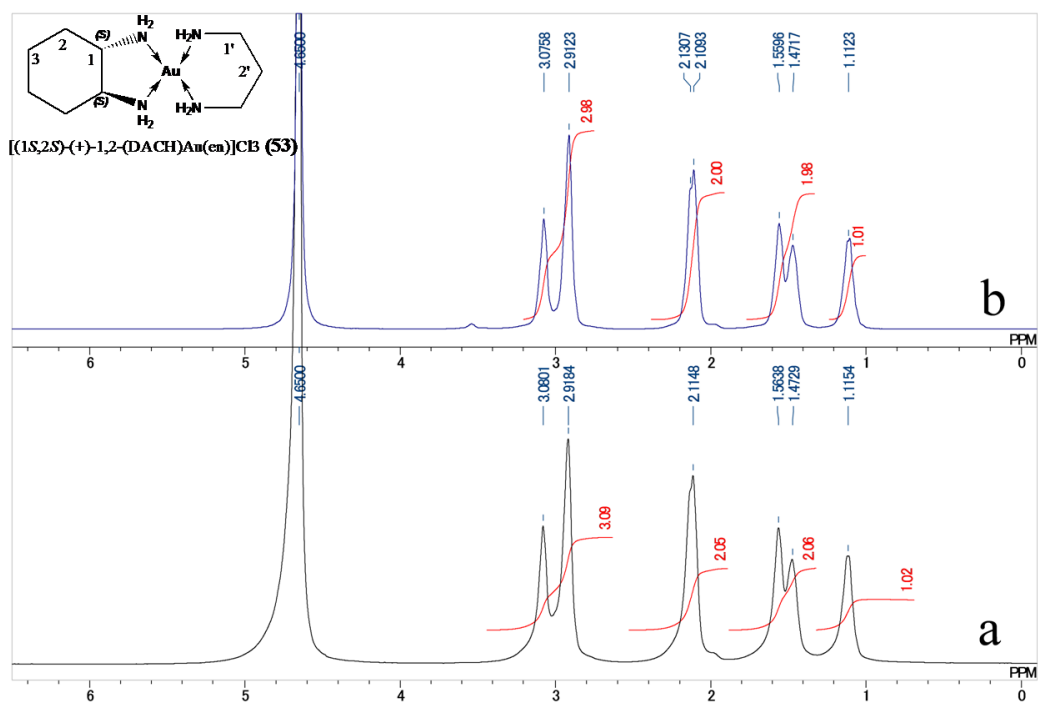 H2
N
H2N
(S)
2
3
1
1'
2'
Au
(S)
N
H2
H2N
[(1S,2S)-(+)-1,2-(DACH)Au(en)]Cl3 (53)
4.6500
3.0758
2.9123
2.1307
2.1093
1.5596
1.4717
1.1123
2.98
2.00
1.98
1.01
b
PPM
6 5 4 3 2 1 0
4.6500
3.0801
2.9184
2.1148
1.5638
1.4729
1.1154
3.09
2.05
2.06
1.02
a
PPM
6 5 4 3 2 1 0